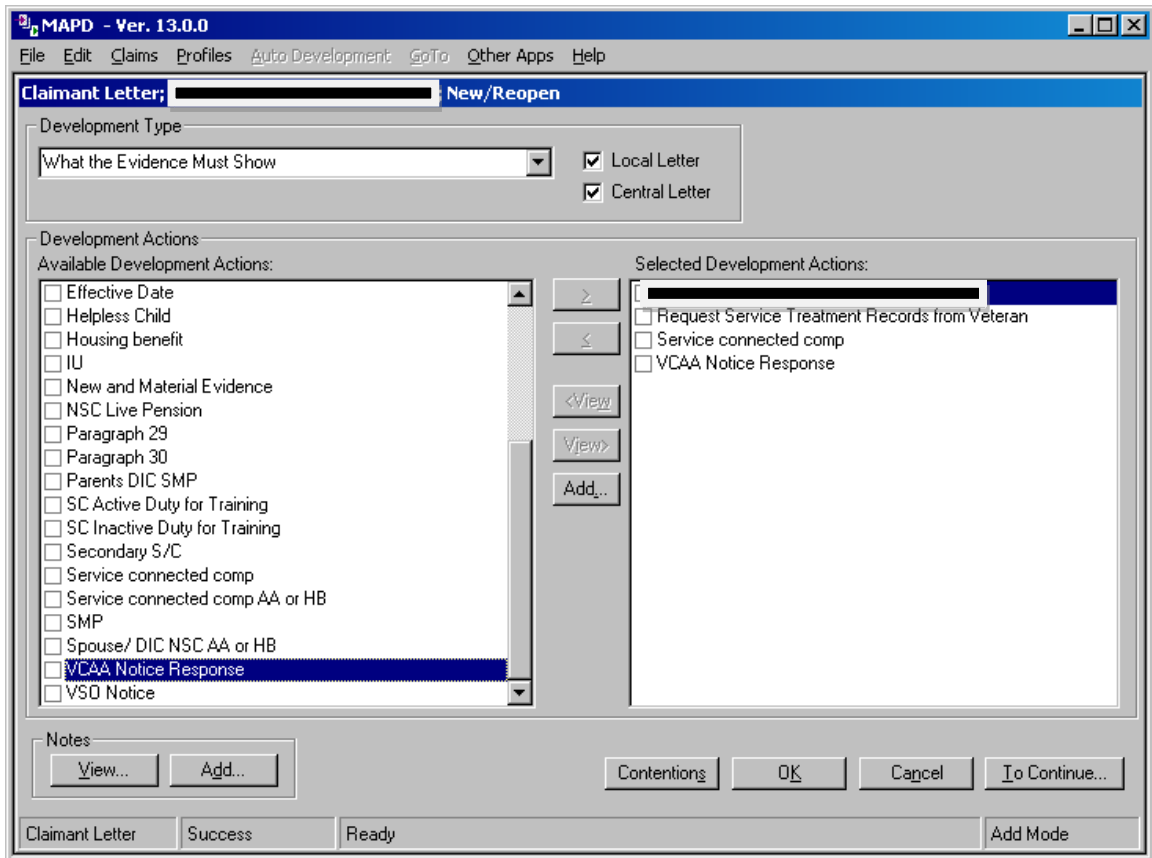 MAPD - Ver. 13.0.0
File Edit Claims Profiles Auto Development GoTo Other Apps Help
Claimant Letter; New/Reopen
Development Type
What the Evidence Must Show
Local Letter
Central Letter
Development Actions
Available Development Actions:
Effective Date
Helpless Child
Housing benefit
IU
New and Material Evidence
NSC Live Pension
Paragraph 29
Paragraph 30
Parents DIC SMP
SC Active Duty for Training
SC Inactive Duty for Training
Secondary S/C
Service connected comp
Service connected comp AA or HB
SMP
Spouse/ DIC NSC AA or HB
VCAA Notice Response
VSO Notice
>
<
<View
View>
Add...
Selected Development Actions:
Request Service Treatment Records from Veteran
Service connected comp
VCAA Notice Response
Notes
View... Add...
Contentions OK Cancel To Continue...
Claimant Letter Success Ready Add Mode